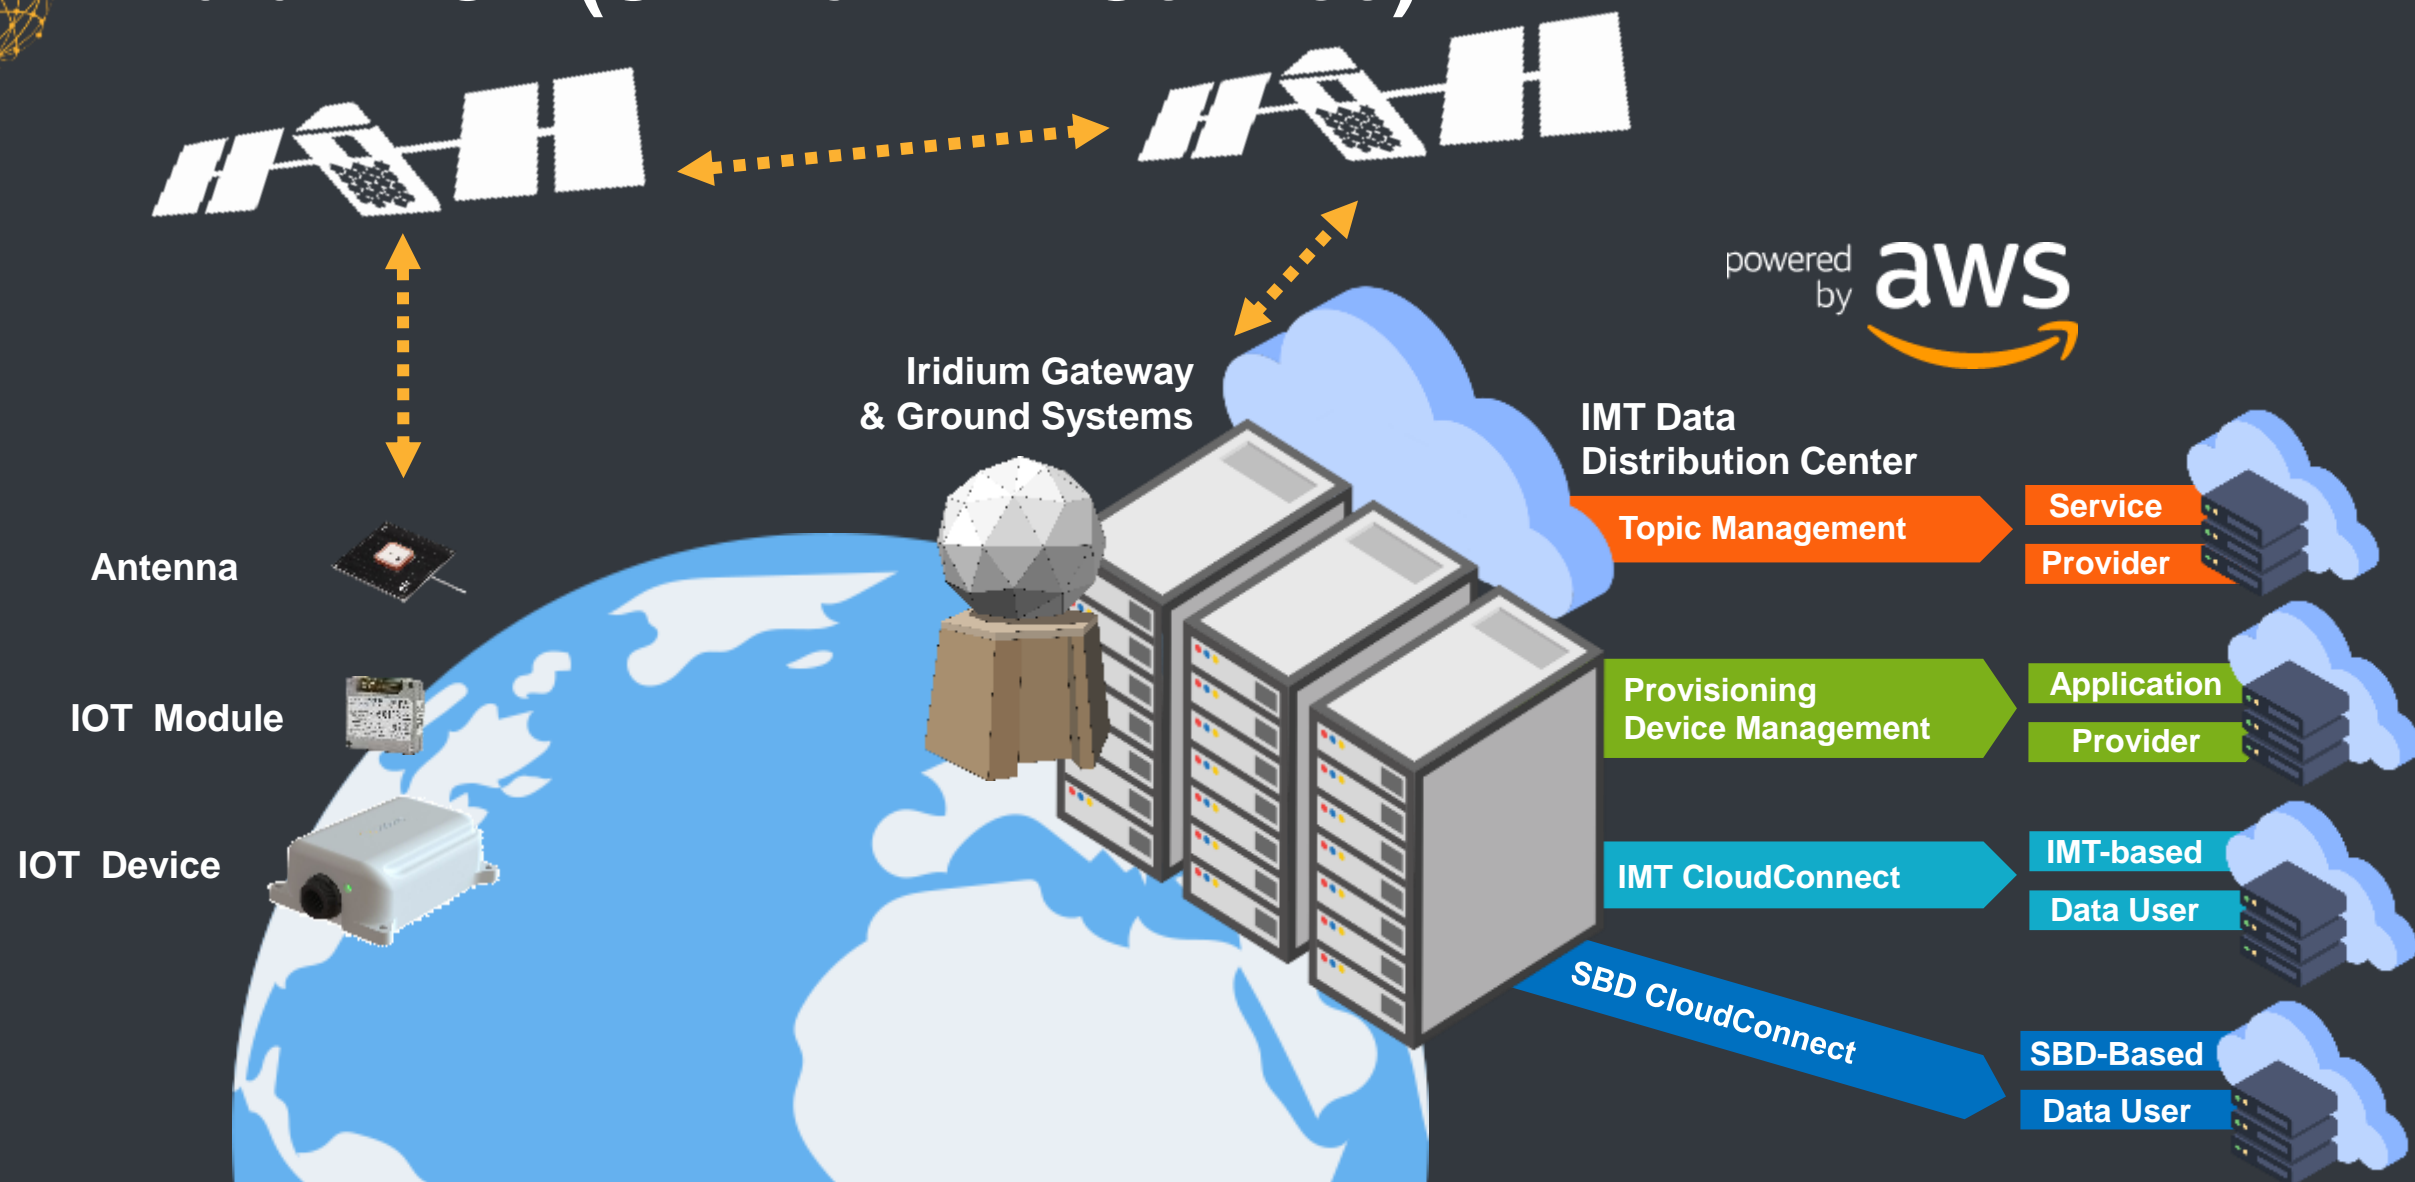 powered
by
aws
Iridium Gateway
& Ground Systems
IMT Data
Distribution Center
Topic Management
Service
Provider
Antenna
IOT Module
Provisioning
Device Management
Application
Provider
IOT Device
IMT CloudConnect
IMT-based
Data User
SBD CloudConnect
SBD-Based
Data User